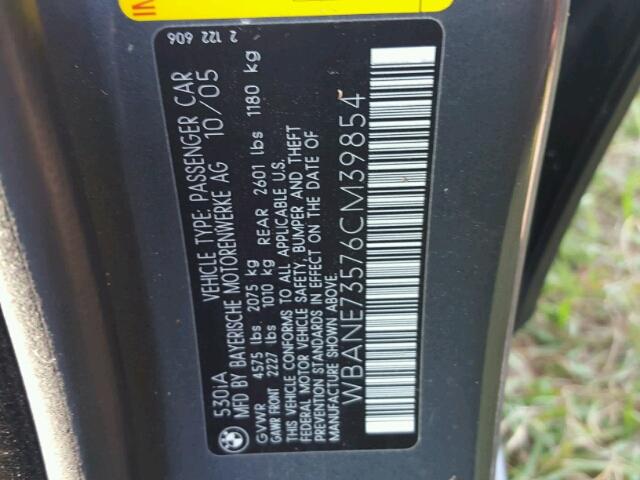 530IA
VEHICLE TYPE: PASSENGER CAR
MFD BY BAYERISCHE MOTORENWERKE AG 10/05
GVWR 4575 lbs 2075 kg
GAWR FRONT 2227 lbs 1010 kg REAR 2601 lbs 1180 kg
THIS VEHICLE CONFORMS TO ALL APPLICABLE U.S.
FEDERAL MOTOR VEHICLE SAFETY, BUMPER AND THEFT
PREVENTION STANDARDS IN EFFECT ON THE DATE OF
MANUFACTURE SHOWN ABOVE.
WBANE73576CM39854
2 122 606